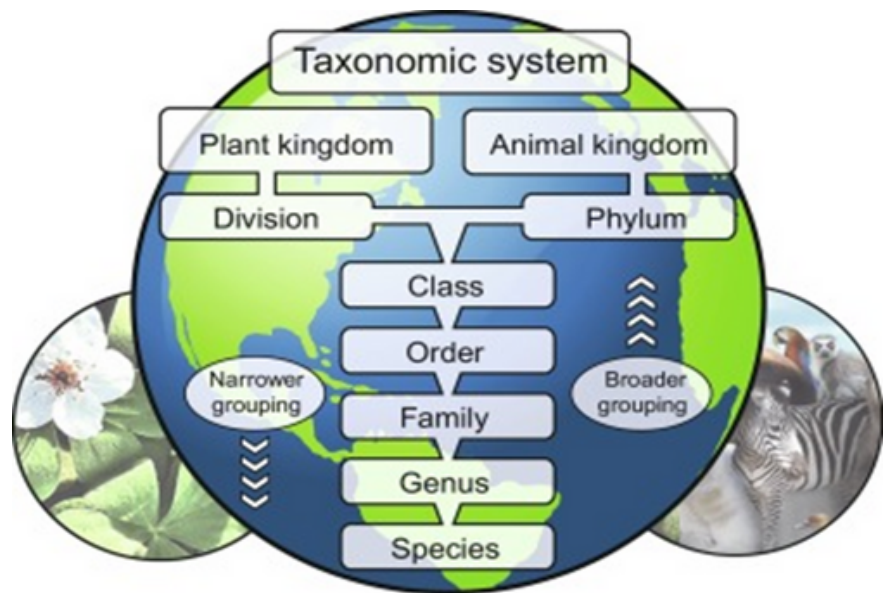 Taxonomic system
Plant kingdom
Animal kingdom
Division
Phylum
Class
Order
Narrower
grouping
Broader
grouping
Family
Genus
Species